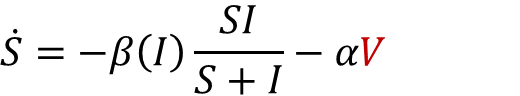 Ṡ = −β(I) SI / (S + I) − αV